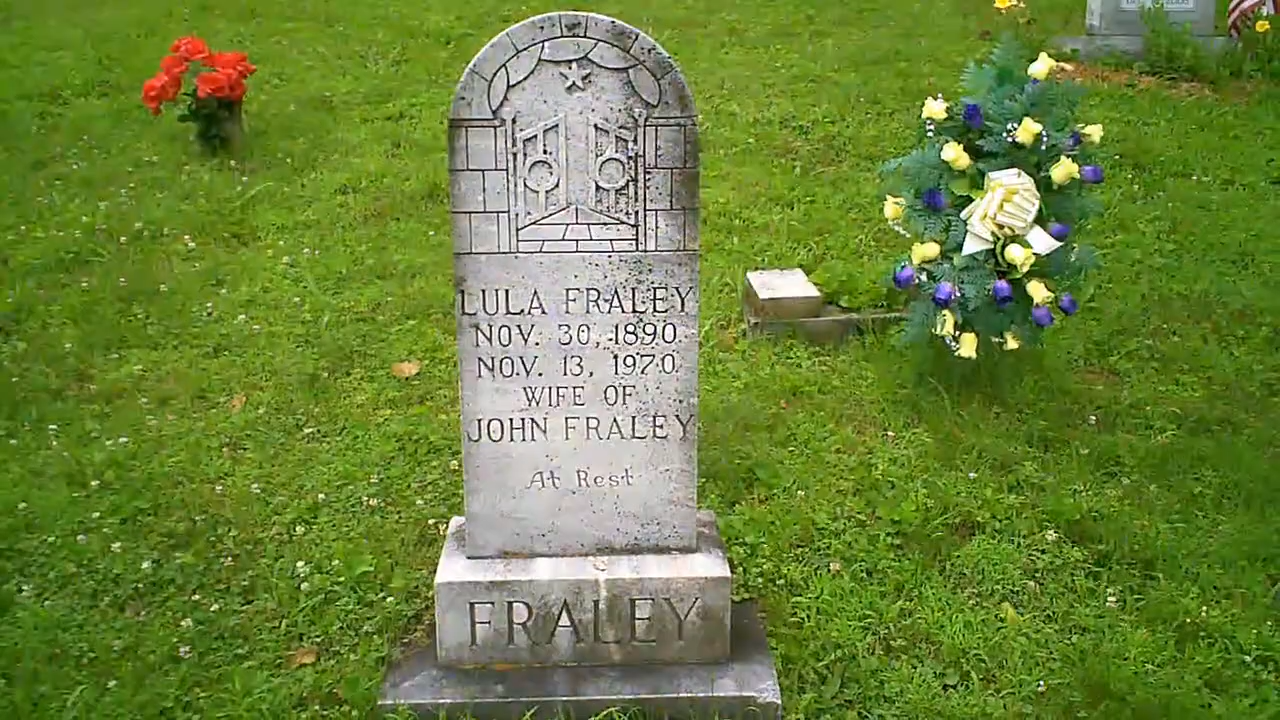 LULA FRALEY
NOV. 30, 1890
NOV. 13, 1970
WIFE OF
JOHN FRALEY
At Rest
FRALEY